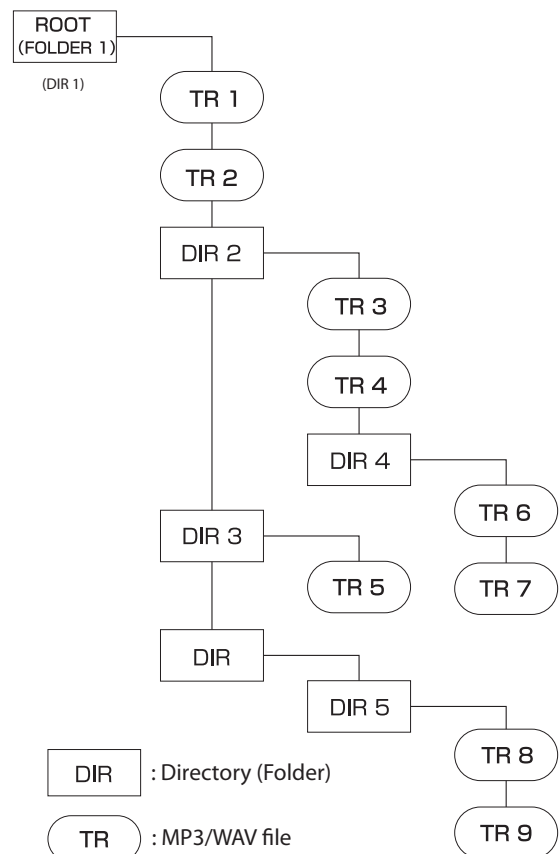 ROOT
(FOLDER 1)
(DIR 1)
TR 1
TR 2
DIR 2
TR 3
TR 4
DIR 4
TR 6
DIR 3
TR 5
TR 7
DIR
DIR 5
TR 8
DIR
: Directory (Folder)
TR 9
TR
: MP3/WAV file